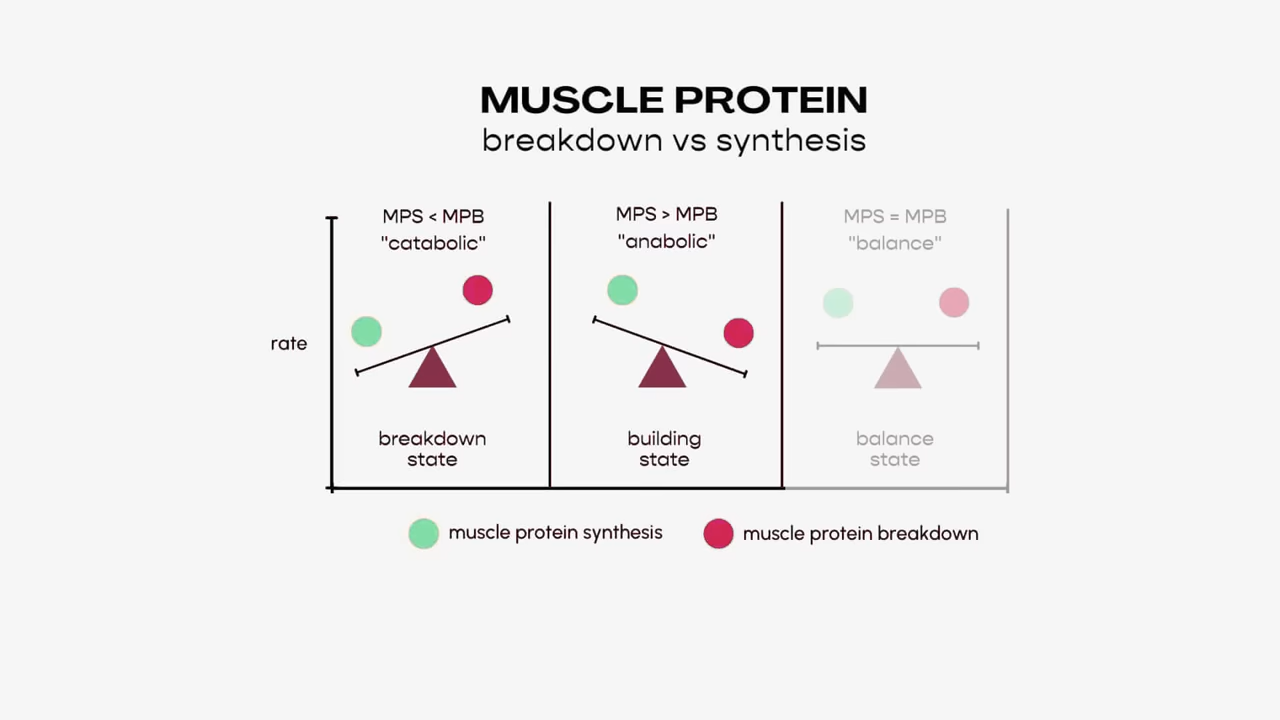 MUSCLE PROTEIN
breakdown vs synthesis
MPS < MPB
"catabolic"
MPS > MPB
"anabolic"
MPS = MPB
"balance"
rate
breakdown
state
building
state
balance
state
muscle protein synthesis
muscle protein breakdown